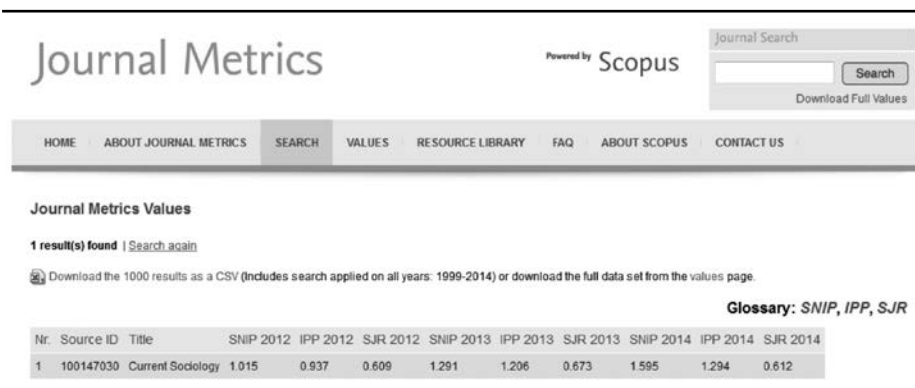 Journal Metrics
Powered by Scopus
Journal Search
Search
Download Full Values
HOME ABOUT JOURNAL METRICS SEARCH VALUES RESOURCE LIBRARY FAQ ABOUT SCOPUS CONTACT US
Journal Metrics Values
1 result(s) found | Search again
Download the 1000 results as a CSV (Includes search applied on all years: 1999-2014) or download the full data set from the values page.
Glossary: SNIP, IPP, SJR
Nr. Source ID Title SNIP 2012 IPP 2012 SJR 2012 SNIP 2013 IPP 2013 SJR 2013 SNIP 2014 IPP 2014 SJR 2014
1 100147030 Current Sociology 1.015 0.937 0.609 1.291 1.206 0.673 1.595 1.294 0.612